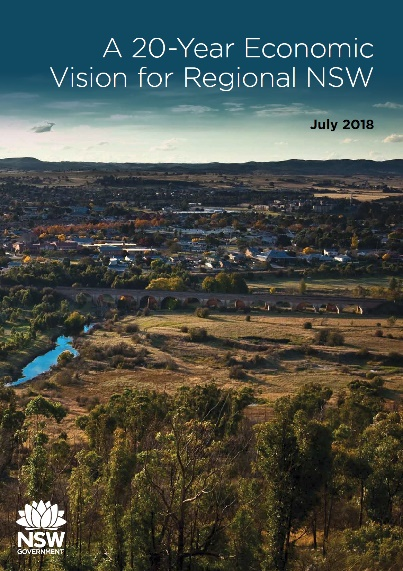 A 20-Year Economic
Vision for Regional NSW
July 2018
NSW
GOVERNMENT